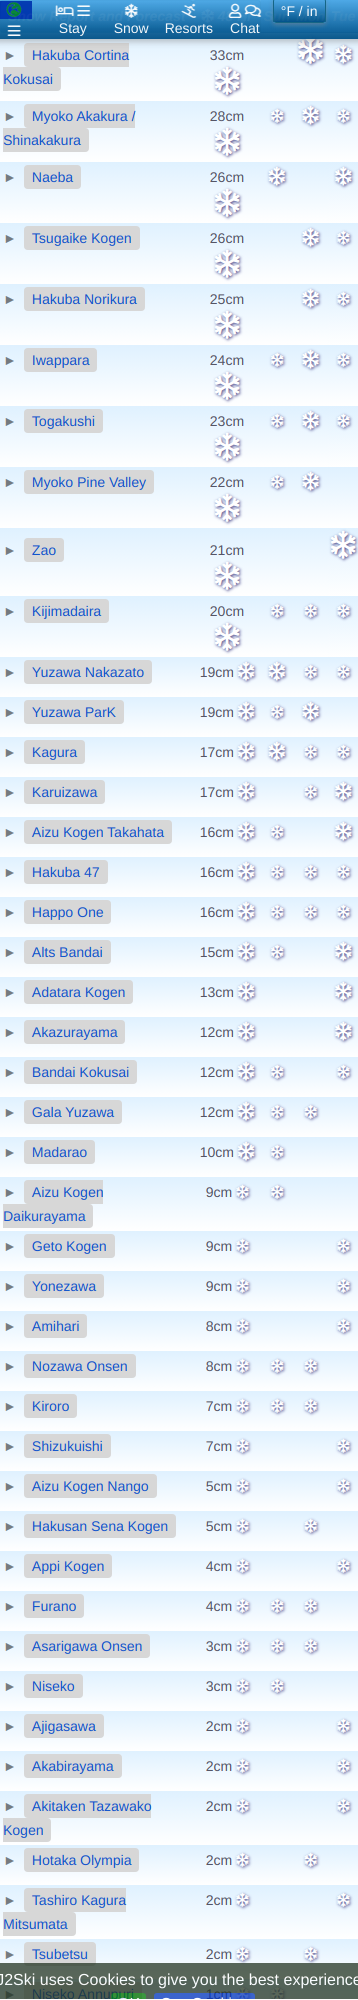 Stay
Snow
Resorts
Chat
°F / in
Hakuba Cortina
Kokusai
33cm
Myoko Akakura /
Shinakakura
28cm
Naeba
26cm
Tsugaike Kogen
26cm
Hakuba Norikura
25cm
Iwappara
24cm
Togakushi
23cm
Myoko Pine Valley
22cm
Zao
21cm
Kijimadaira
20cm
Yuzawa Nakazato
19cm
Yuzawa ParK
19cm
Kagura
17cm
Karuizawa
17cm
Aizu Kogen Takahata
16cm
Hakuba 47
16cm
Happo One
16cm
Alts Bandai
15cm
Adatara Kogen
13cm
Akazurayama
12cm
Bandai Kokusai
12cm
Gala Yuzawa
12cm
Madarao
10cm
Aizu Kogen
Daikurayama
9cm
Geto Kogen
9cm
Yonezawa
9cm
Amihari
8cm
Nozawa Onsen
8cm
Kiroro
7cm
Shizukuishi
7cm
Aizu Kogen Nango
5cm
Hakusan Sena Kogen
5cm
Appi Kogen
4cm
Furano
4cm
Asarigawa Onsen
3cm
Niseko
3cm
Ajigasawa
2cm
Akabirayama
2cm
Akitaken Tazawako
Kogen
2cm
Hotaka Olympia
2cm
Tashiro Kagura
Mitsumata
2cm
Tsubetsu
2cm
J2Ski uses Cookies to give you the best experience
Niseko Annupuri
1cm